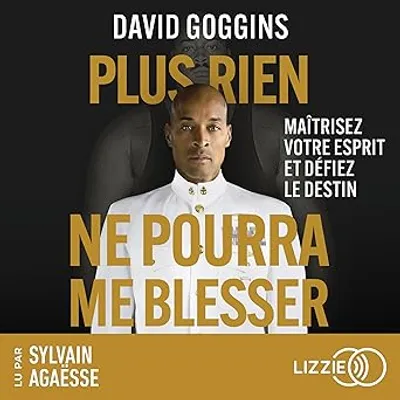 DAVID GOGGINS
PLUS RIEN
MAÎTRISEZ
VOTRE ESPRIT
ET DÉFIEZ
LE DESTIN
NE POURRA
ME BLESSER
LU PAR
SYLVAIN
AGAËSSE
LIZZIE